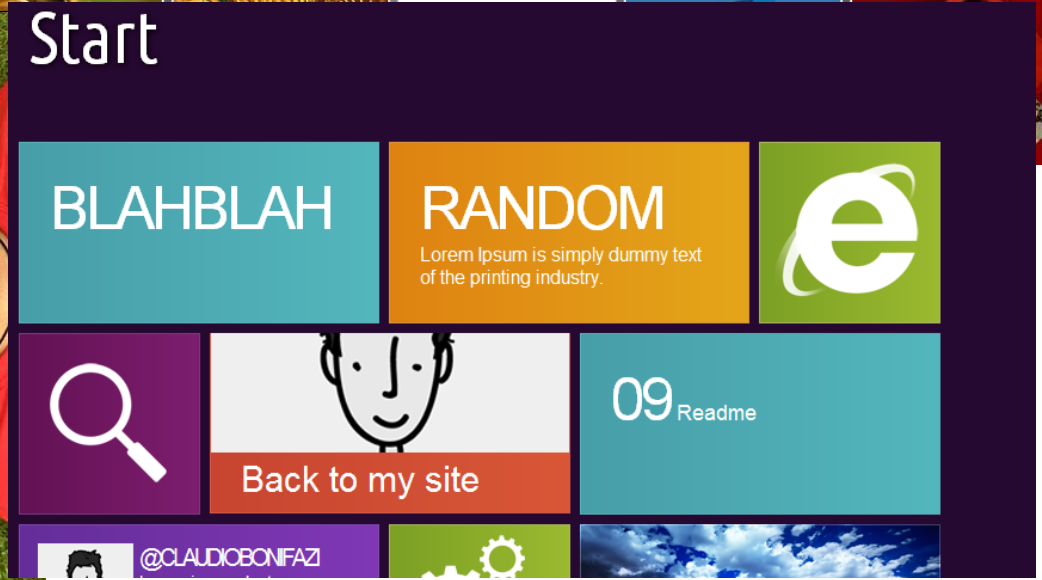 Start
BLAHBLAH
RANDOM
Lorem Ipsum is simply dummy text
of the printing industry.
Back to my site
09 Readme
@CLAUDIOBONIFAZI